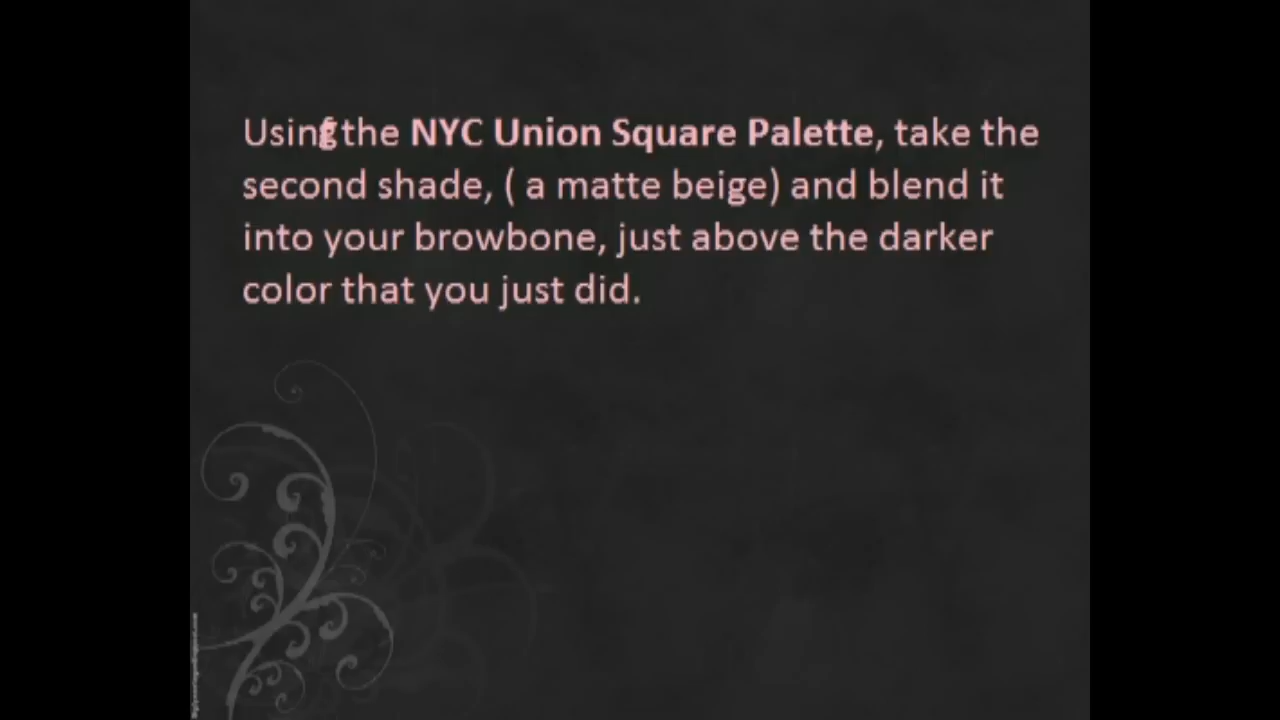 Using the NYC Union Square Palette, take the
second shade, ( a matte beige) and blend it
into your browbone, just above the darker
color that you just did.